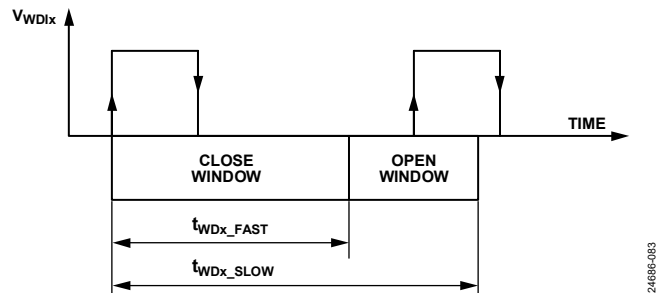 VWDIx
TIME
CLOSE
WINDOW
OPEN
WINDOW
tWDx_FAST
tWDx_SLOW
24686-083